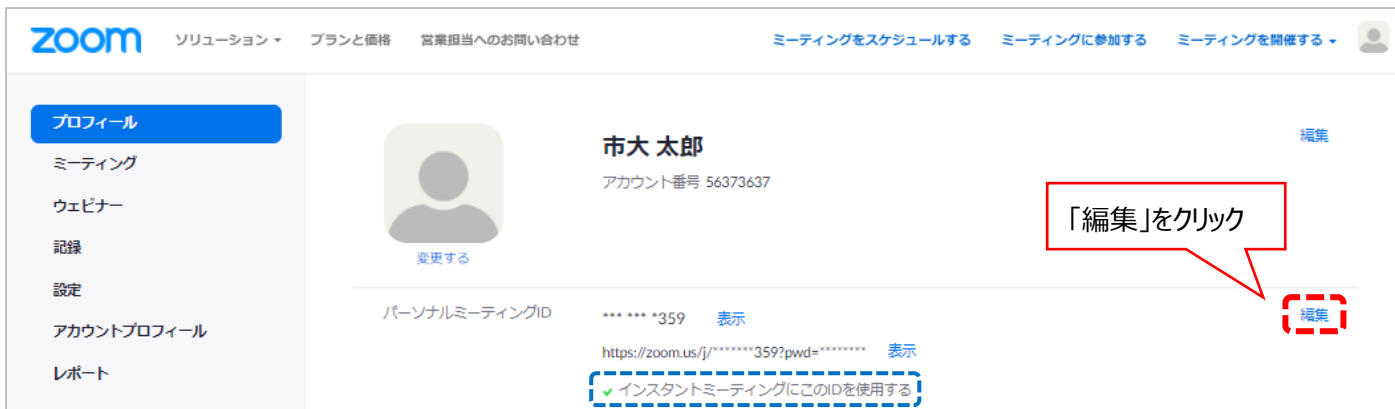 zoom ソリューション プランと価格 営業担当へのお問い合わせ ミーティングをスケジュールする ミーティングに参加する ミーティングを開催する
プロフィール
ミーティング
ウェビナー
記録
設定
アカウントプロフィール
レポート
変更する
市大 太郎
編集
アカウント番号 56373637
「編集」をクリック
パーソナルミーティングID
*** *** *359 表示
編集
https://zoom.us/j/*******359?pwd=******** 表示
インスタントミーティングにこのIDを使用する